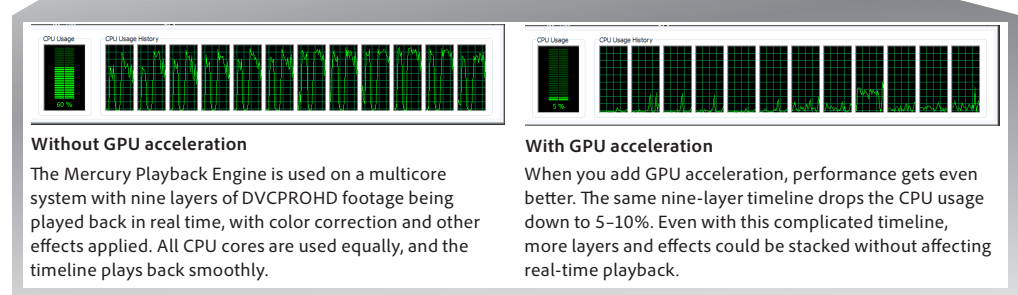 CPU Usage
CPU Usage History
60 %
Without GPU acceleration
The Mercury Playback Engine is used on a multicore
system with nine layers of DVCPROHD footage being
played back in real time, with color correction and other
effects applied. All CPU cores are used equally, and the
timeline plays back smoothly.
CPU Usage
CPU Usage History
5 %
With GPU acceleration
When you add GPU acceleration, performance gets even
better. The same nine-layer timeline drops the CPU usage
down to 5–10%. Even with this complicated timeline,
more layers and effects could be stacked without affecting
real-time playback.